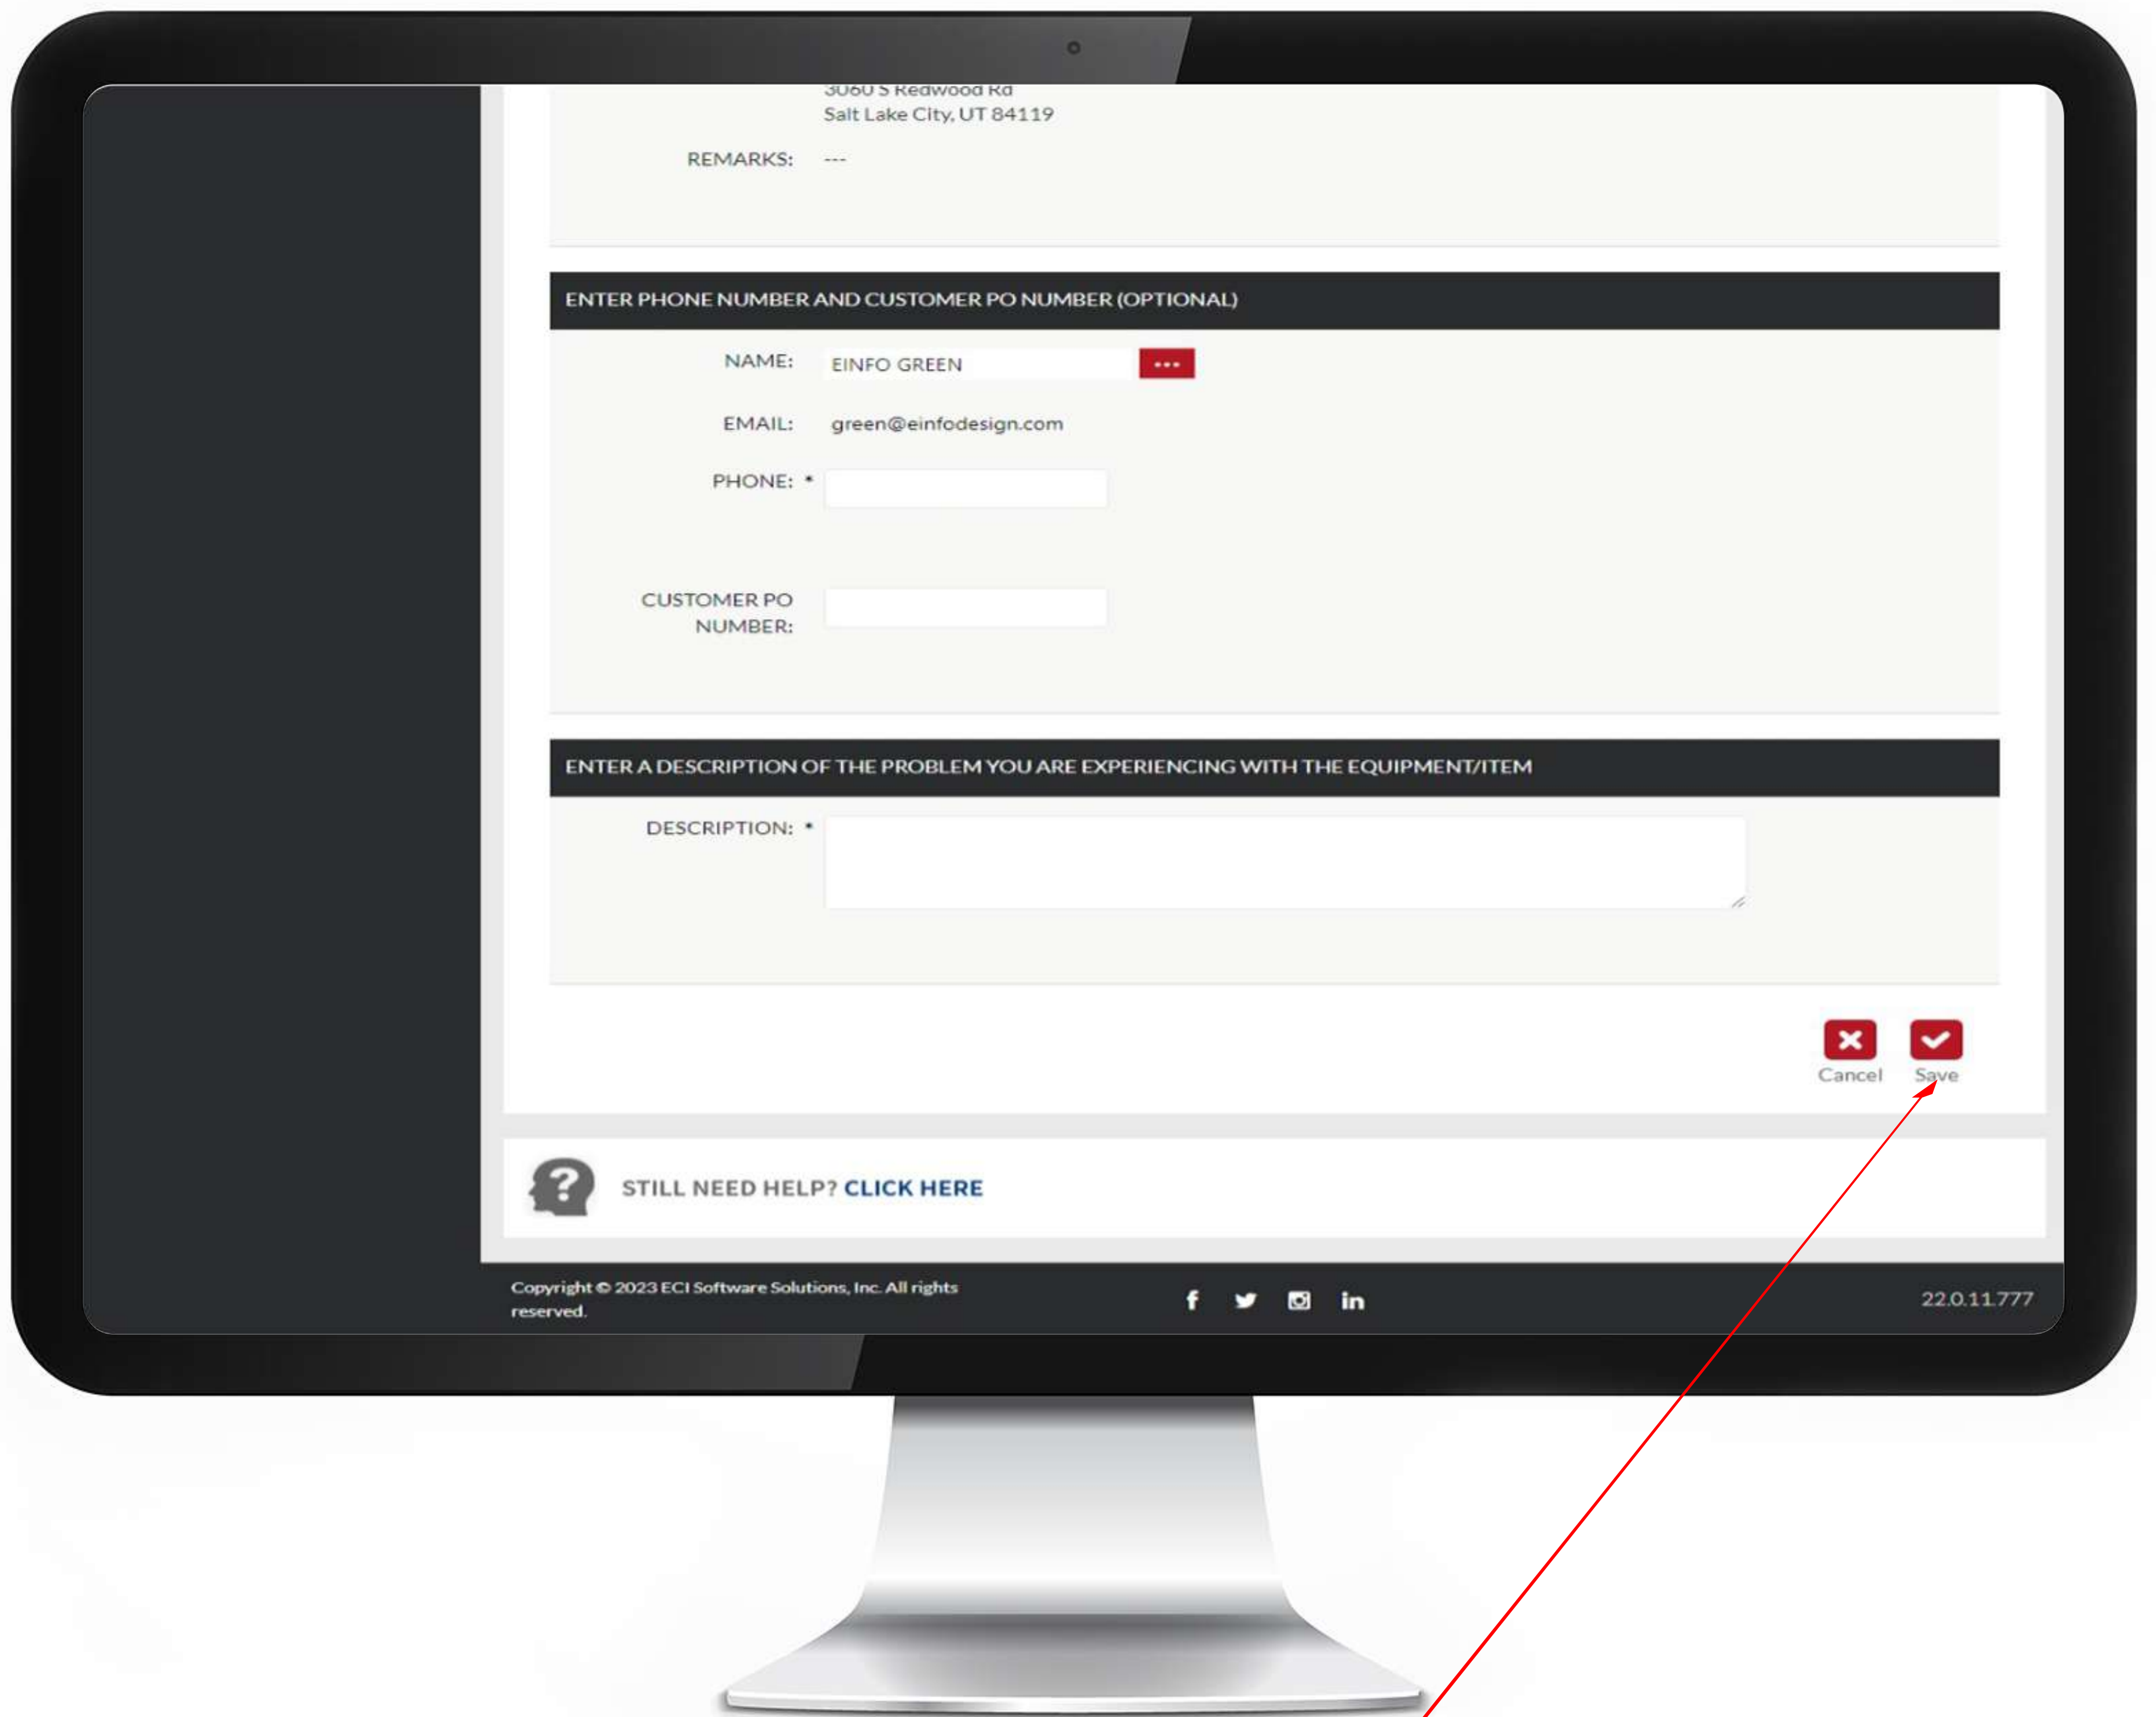 3060 S Redwood Rd
Salt Lake City, UT 84119
REMARKS: ---
ENTER PHONE NUMBER AND CUSTOMER PO NUMBER (OPTIONAL)
NAME: EINFO GREEN
EMAIL: green@einfodesign.com
PHONE: *
CUSTOMER PO
NUMBER:
ENTER A DESCRIPTION OF THE PROBLEM YOU ARE EXPERIENCING WITH THE EQUIPMENT/ITEM
DESCRIPTION: *
Cancel Save
STILL NEED HELP? CLICK HERE
Copyright © 2023 ECI Software Solutions, Inc. All rights
reserved.
22.0.11.777